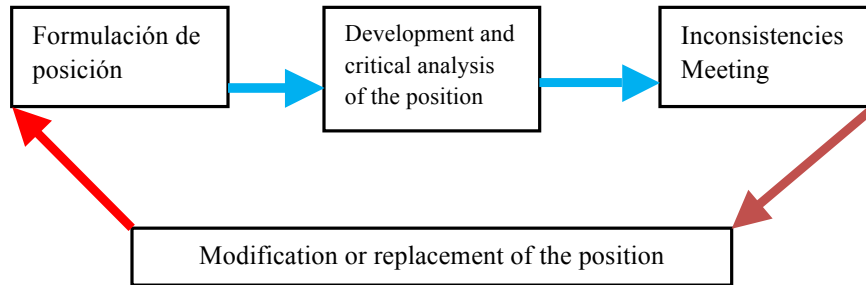 Formulación de
posición
Development and
critical analysis
of the position
Inconsistencies
Meeting
Modification or replacement of the position